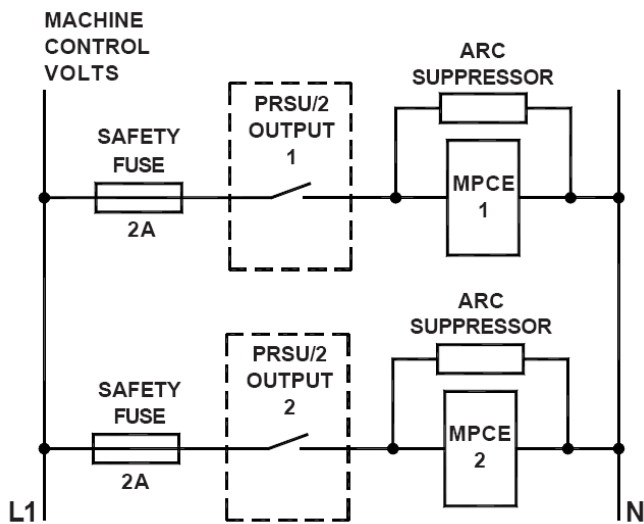 MACHINE
CONTROL
VOLTS
ARC
SUPPRESSOR
PRSU/2
OUTPUT
1
SAFETY
FUSE
MPCE
1
2A
ARC
SUPPRESSOR
PRSU/2
OUTPUT
2
SAFETY
FUSE
MPCE
2
2A
L1
N